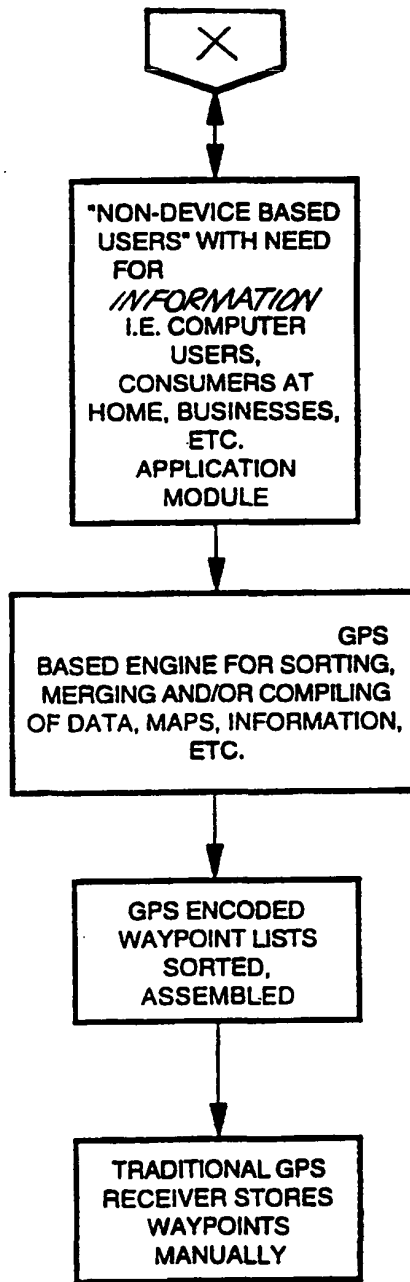 X
"NON-DEVICE BASED
USERS" WITH NEED
FOR
INFORMATION
I.E. COMPUTER
USERS,
CONSUMERS AT
HOME, BUSINESSES,
ETC.
APPLICATION
MODULE
GPS
BASED ENGINE FOR SORTING,
MERGING AND/OR COMPILING
OF DATA, MAPS, INFORMATION,
ETC.
GPS ENCODED
WAYPOINT LISTS
SORTED,
ASSEMBLED
TRADITIONAL GPS
RECEIVER STORES
WAYPOINTS
MANUALLY